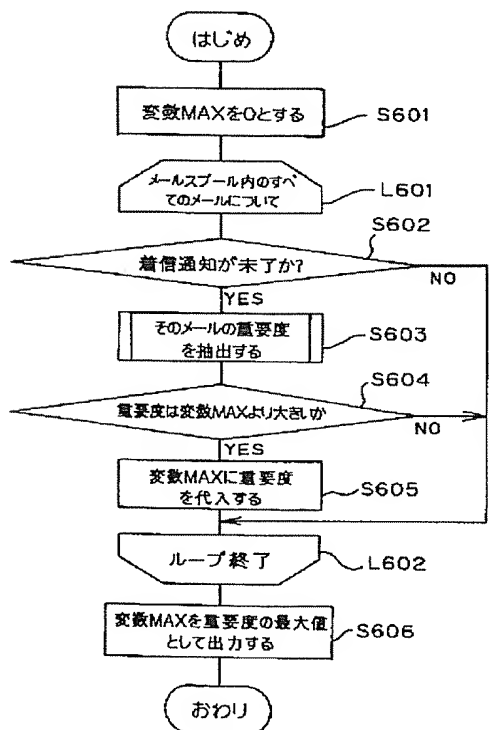 はじめ
変数MAXを0とする
S601
メールスプール内のすべ
てのメールについて
L601
S602
着信通知が未了か?
NO
YES
そのメールの重要度
を抽出する
S603
S604
重要度は変数MAXより大きいか
NO
YES
変数MAXに重要度
を代入する
S605
ループ終了
L602
変数MAXを重要度の最大値
として出力する
S606
おわり